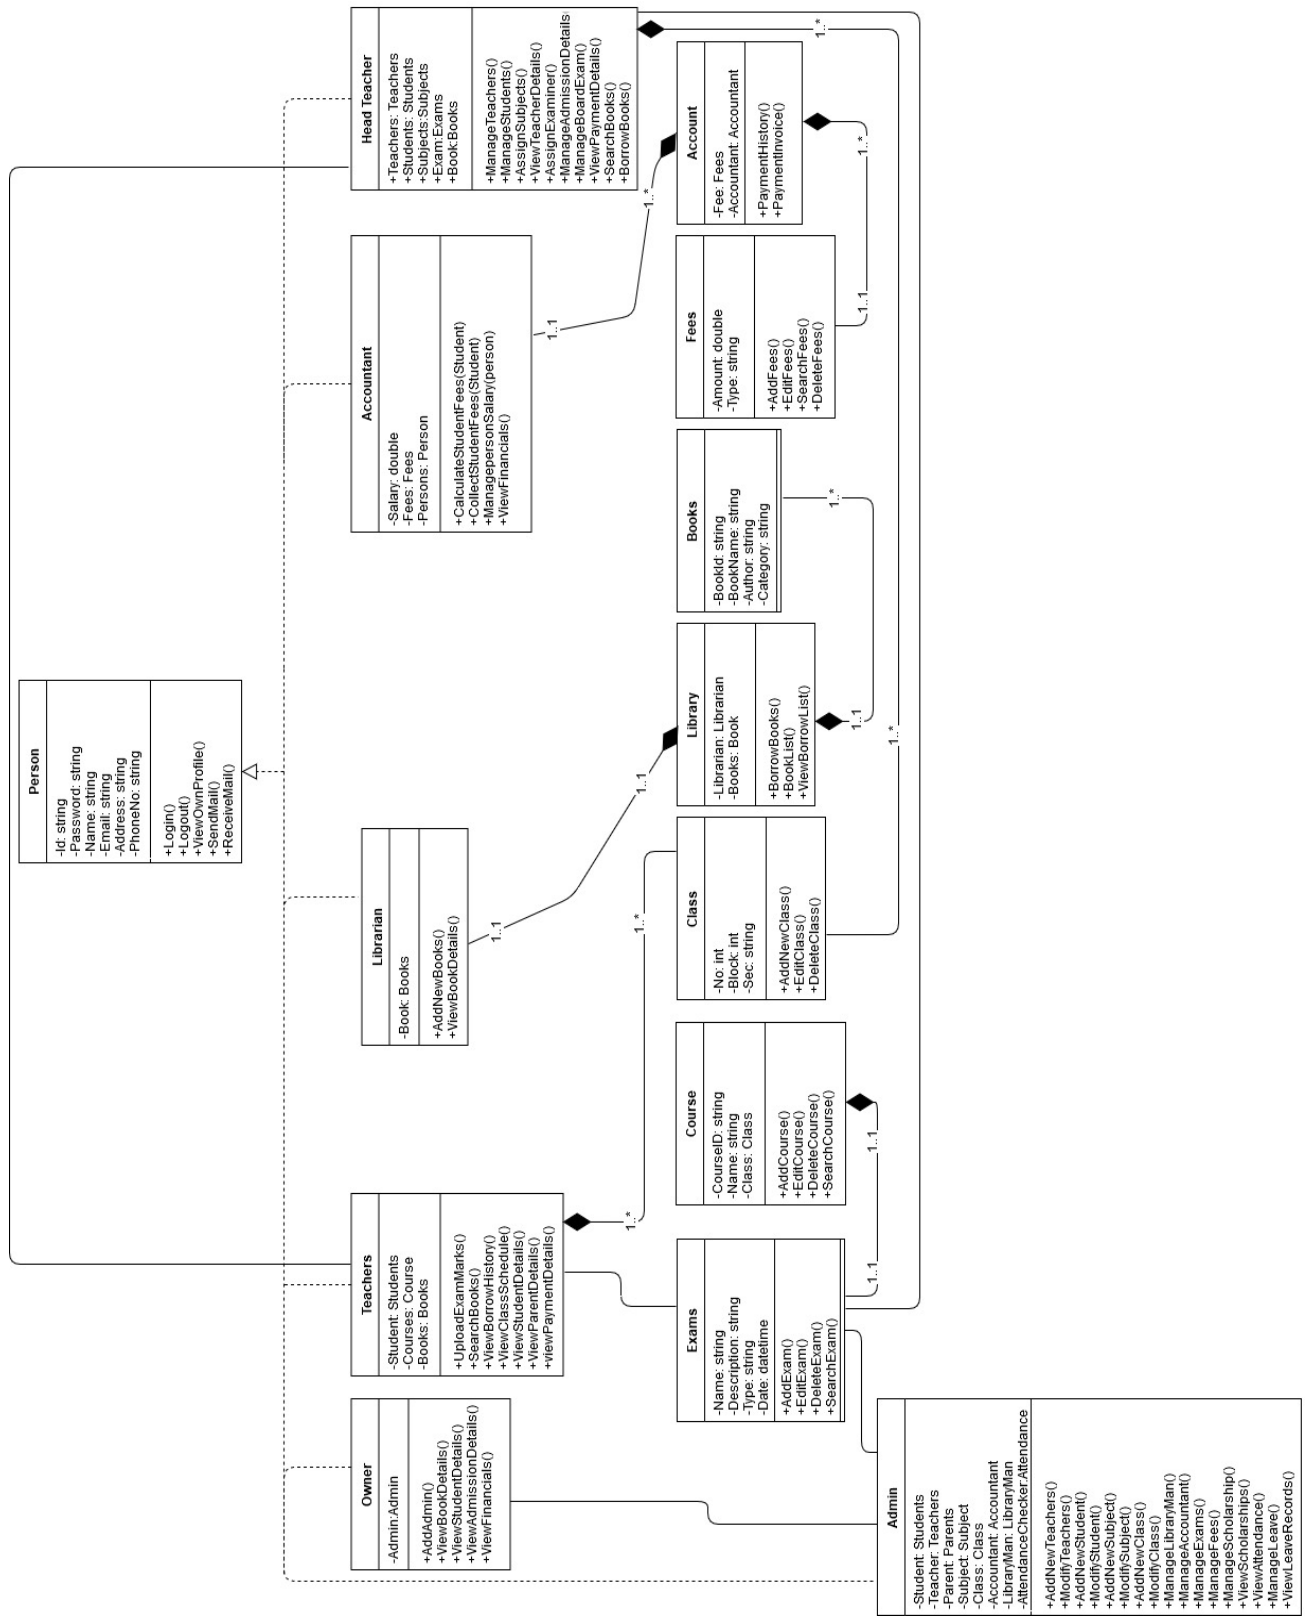 Person
-Id: string
-Password: string
-Name: string
-Email: string
-Address: string
-PhoneNo: string
+Login()
+Logout()
+ViewOwnProfile()
+SendMail()
+ReceiveMail()
Owner
-Admin:Admin
+AddAdmin()
+ViewBookDetails()
+ViewStudentDetails()
+ViewAdmissionDetails()
+ViewFinancials()
Teachers
-Student: Students
-Courses: Course
-Books: Books
+UploadExamMarks()
+SearchBooks()
+ViewBorrowHistory()
+ViewClassSchedule()
+ViewStudentDetails()
+ViewParentDetails()
+viewPaymentDetails()
1..*
Librarian
-Book: Books
+AddNewBooks()
+ViewBookDetails()
1..1
Accountant
-Salary: double
-Fees: Fees
-Persons: Person
+CalculateStudentFees(Student)
+CollectStudentFees(Student)
+ManagepersonSalary(person)
+ViewFinancials()
1..1
Head Teacher
+Teachers: Teachers
+Students: Students
+Subjects:Subjects
+Exam:Exams
+Book:Books
+ManageTeachers()
+ManageStudents()
+AssignSubjects()
+ViewTeacherDetails()
+AssignExaminer()
+ManageAdmissionDetails(
+ManageBoardExam()
+ViewPaymentDetails()
+SearchBooks()
+BorrowBooks()
1..*
1..*
1..1
1..*
Exams
-Name: string
-Description: string
-Type: string
-Date: datetime
+AddExam()
+EditExam()
+DeleteExam()
+SearchExam()
1..1
Course
-CourseID: string
-Name: string
-Class: Class
+AddCourse()
+EditCourse()
+DeleteCourse()
+SearchCourse()
1..1
Class
-No: int
-Block: int
-Sec: string
+AddNewClass()
+EditClass()
+DeleteClass()
1..*
Library
-Librarian: Librarian
-Books: Book
+BorrowBooks()
+BookList()
+ViewBorrowList()
1..1
Books
-BookId: string
-BookName: string
-Author: string
-Category: string
1..*
Fees
-Amount: double
-Type: string
+AddFees()
+EditFees()
+SearchFees()
+DeleteFees()
1..1
Account
-Fee: Fees
-Accountant: Accountant
+PaymentHistory()
+PaymentInvoice()
1..*
Admin
-Student: Students
-Teacher: Teachers
-Parent: Parents
-Subject: Subject
-Class: Class
-Accountant: Accountant
-LibraryMan: LibraryMan
-AttendanceChecker:Attendance
+AddNewTeachers()
+ModifyTeachers()
+AddNewStudent()
+ModifyStudent()
+AddNewSubject()
+ModifySubject()
+AddNewClass()
+ModifyClass()
+ManageLibraryMan()
+ManageAccountant()
+ManageExams()
+ManageFees()
+ManageScholarship()
+ViewScholarships()
+ViewAttendance()
+ManageLeave()
+ViewLeaveRecords()